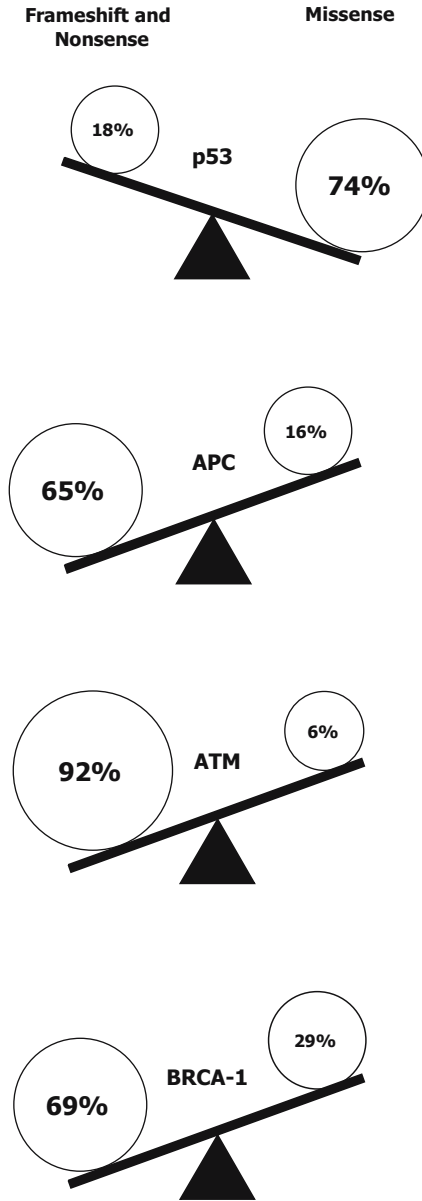 Frameshift and
Nonsense
Missense
18%
p53
74%
16%
APC
65%
6%
ATM
92%
29%
BRCA-1
69%